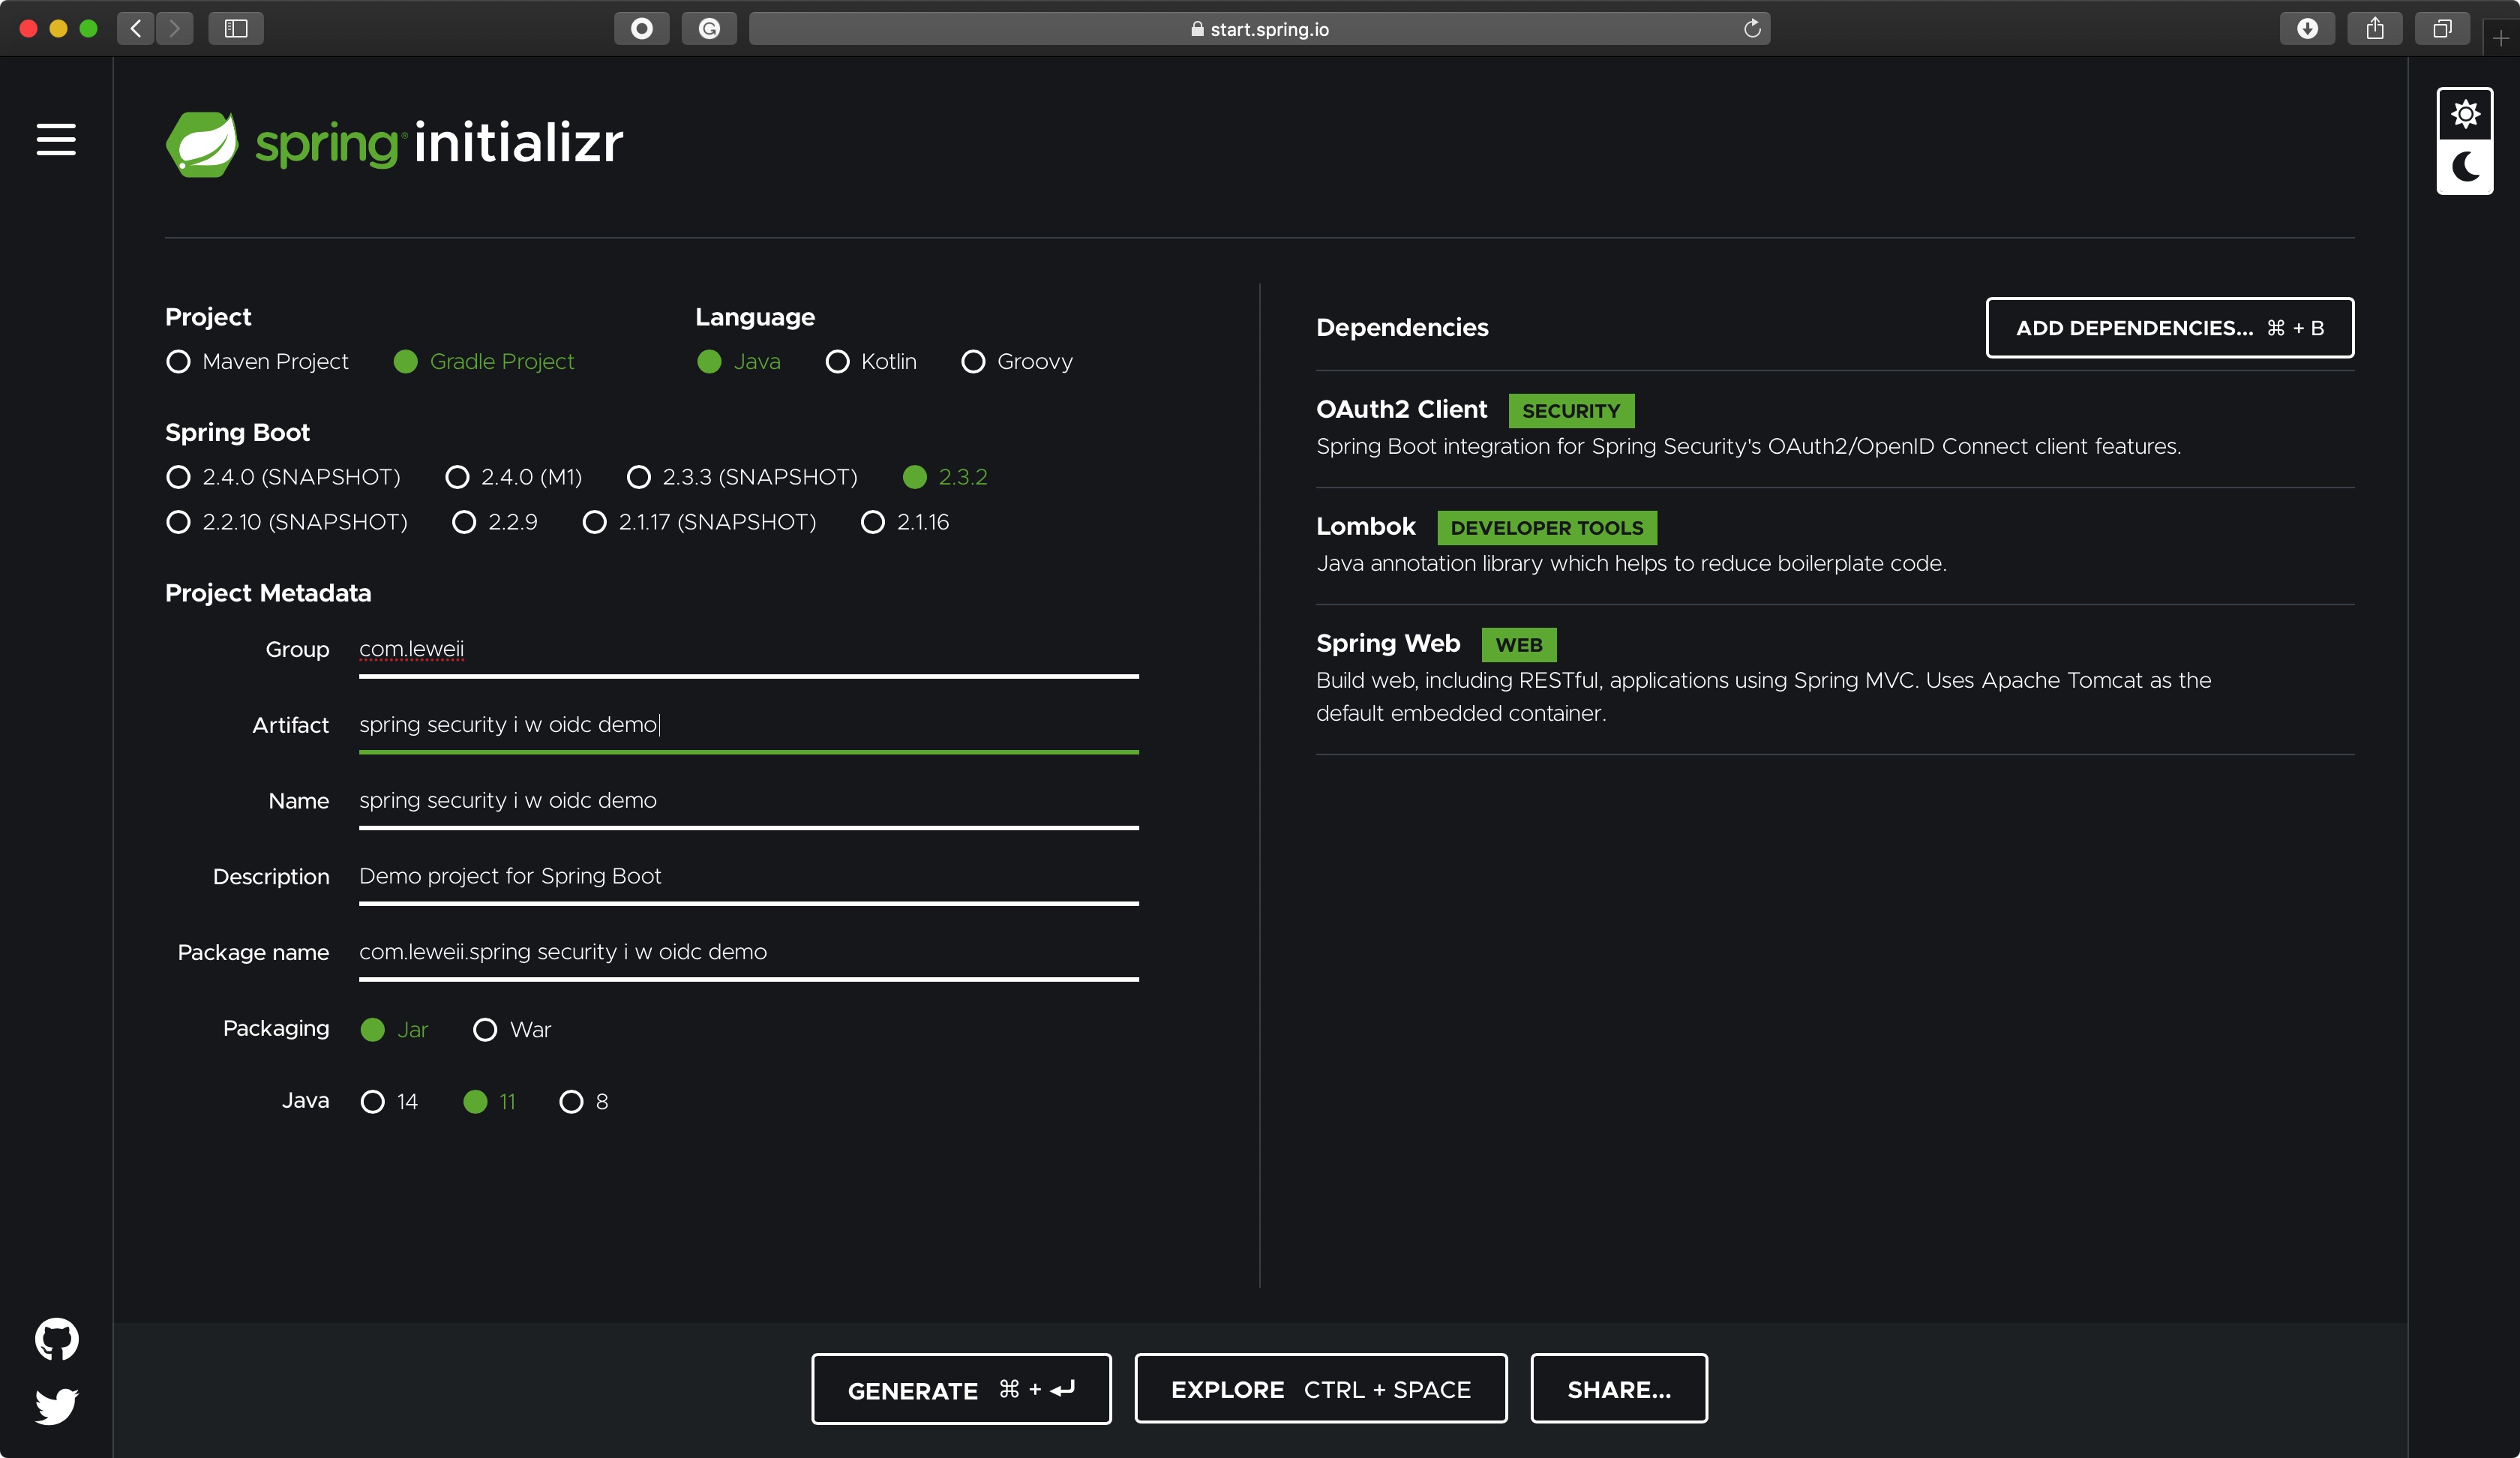 start.spring.io
spring initializr
Project
Maven Project Gradle Project
Language
Java Kotlin Groovy
Spring Boot
2.4.0 (SNAPSHOT) 2.4.0 (M1) 2.3.3 (SNAPSHOT) 2.3.2
2.2.10 (SNAPSHOT) 2.2.9 2.1.17 (SNAPSHOT) 2.1.16
Project Metadata
Group com.leweii
Artifact spring security i w oidc demo
Name spring security i w oidc demo
Description Demo project for Spring Boot
Package name com.leweii.spring security i w oidc demo
Packaging Jar War
Java 14 11 8
Dependencies
ADD DEPENDENCIES... ⌘ + B
OAuth2 Client SECURITY
Spring Boot integration for Spring Security's OAuth2/OpenID Connect client features.
Lombok DEVELOPER TOOLS
Java annotation library which helps to reduce boilerplate code.
Spring Web WEB
Build web, including RESTful, applications using Spring MVC. Uses Apache Tomcat as the
default embedded container.
GENERATE ⌘ + ⏎
EXPLORE CTRL + SPACE
SHARE...